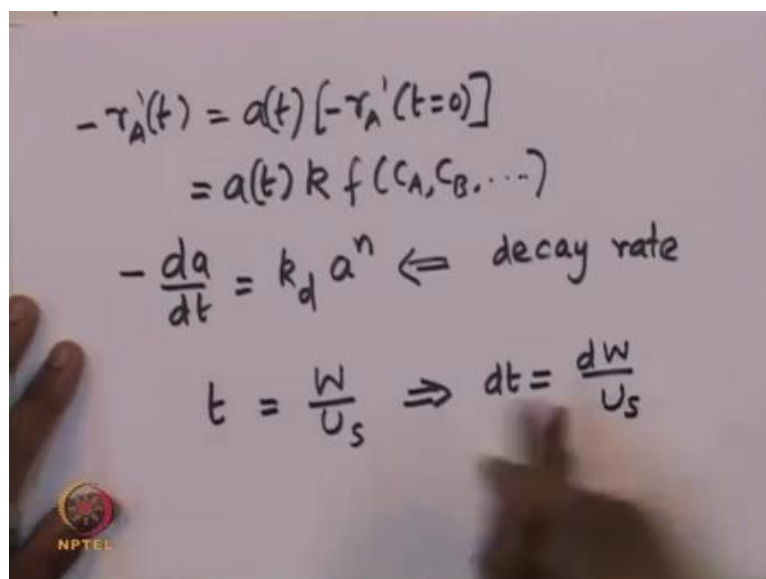 -r_A'(t) = a(t) [-r_A'(t=0)]
= a(t) k f(C_A, C_B, ....)
-da/dt = k_d a^n ⇐ decay rate
t = W/U_S ⇒ dt = dW/U_S
NPTEL